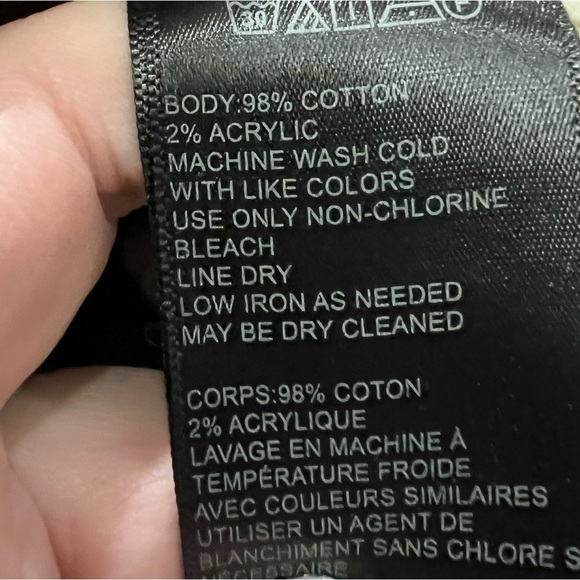 30
P
BODY:98% COTTON
2% ACRYLIC
MACHINE WASH COLD
WITH LIKE COLORS
USE ONLY NON-CHLORINE
BLEACH
LINE DRY
LOW IRON AS NEEDED
MAY BE DRY CLEANED
CORPS:98% COTON
2% ACRYLIQUE
LAVAGE EN MACHINE À
TEMPÉRATURE FROIDE
AVEC COULEURS SIMILAIRES
UTILISER UN AGENT DE
BLANCHIMENT SANS CHLORE S
NÉCESSAIRE